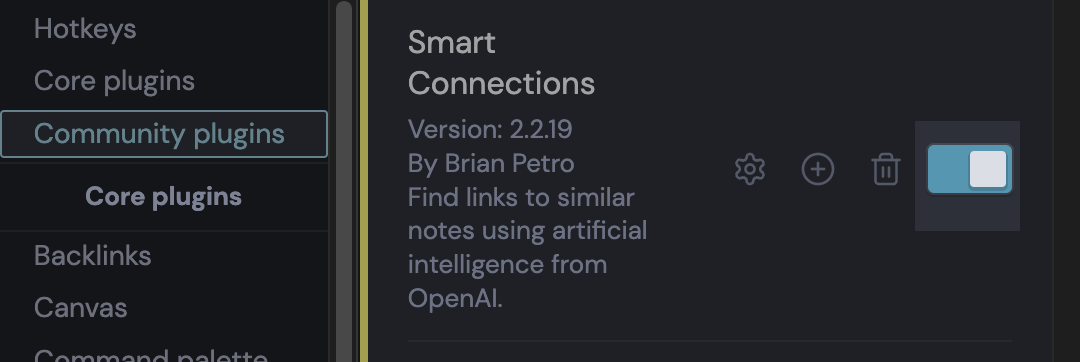 Hotkeys
Core plugins
Community plugins
Core plugins
Backlinks
Canvas
Command palette
Smart
Connections
Version: 2.2.19
By Brian Petro
Find links to similar
notes using artificial
intelligence from
OpenAI.